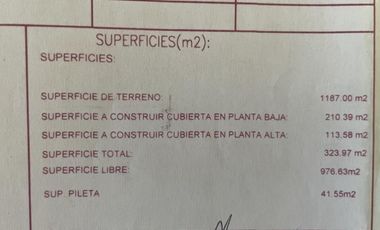 SUPERFICIES(m2):
SUPERFICIES:
SUPERFICIE DE TERRENO: 1187.00 m2
SUPERFICIE A CONSTRUIR CUBIERTA EN PLANTA BAJA: 210.39 m2
SUPERFICIE A CONSTRUIR CUBIERTA EN PLANTA ALTA: 113.58 m2
SUPERFICIE TOTAL: 323.97 m2
SUPERFICIE LIBRE: 976.63m2
SUP. PILETA 41.55m2